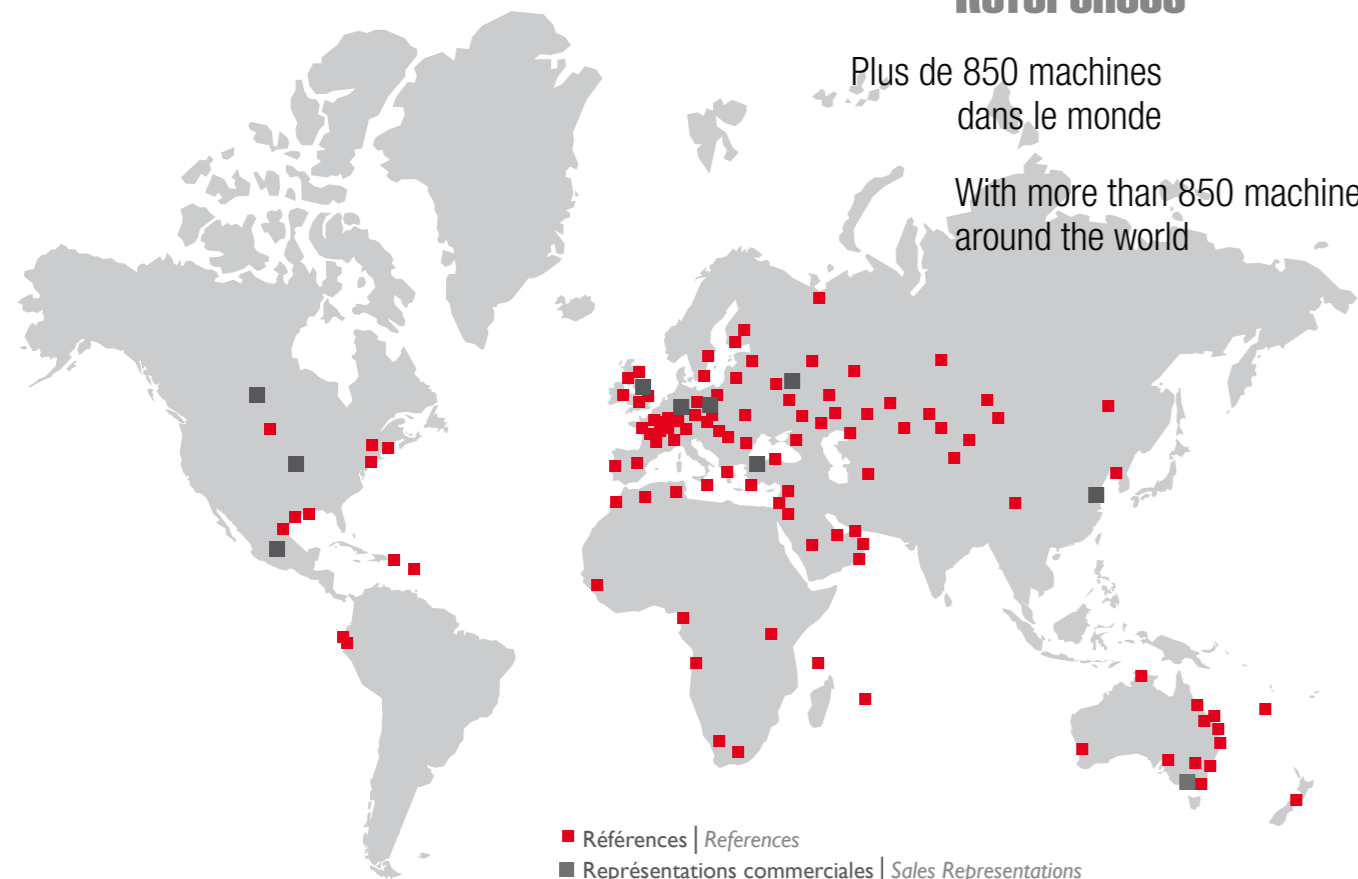 Plus de 850 machines
dans le monde
With more than 850 machine
around the world
Références | References
Représentations commerciales | Sales Representations